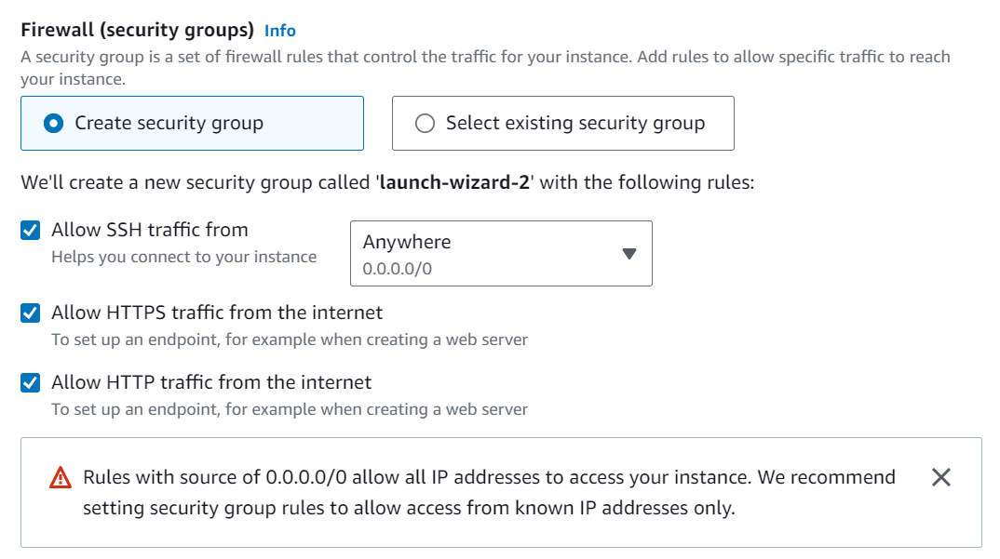 Firewall (security groups) Info
A security group is a set of firewall rules that control the traffic for your instance. Add rules to allow specific traffic to reach
your instance.
Create security group
Select existing security group
We'll create a new security group called 'launch-wizard-2' with the following rules:
Allow SSH traffic from
Helps you connect to your instance
Anywhere
0.0.0.0/0
Allow HTTPS traffic from the internet
To set up an endpoint, for example when creating a web server
Allow HTTP traffic from the internet
To set up an endpoint, for example when creating a web server
Rules with source of 0.0.0.0/0 allow all IP addresses to access your instance. We recommend
setting security group rules to allow access from known IP addresses only.